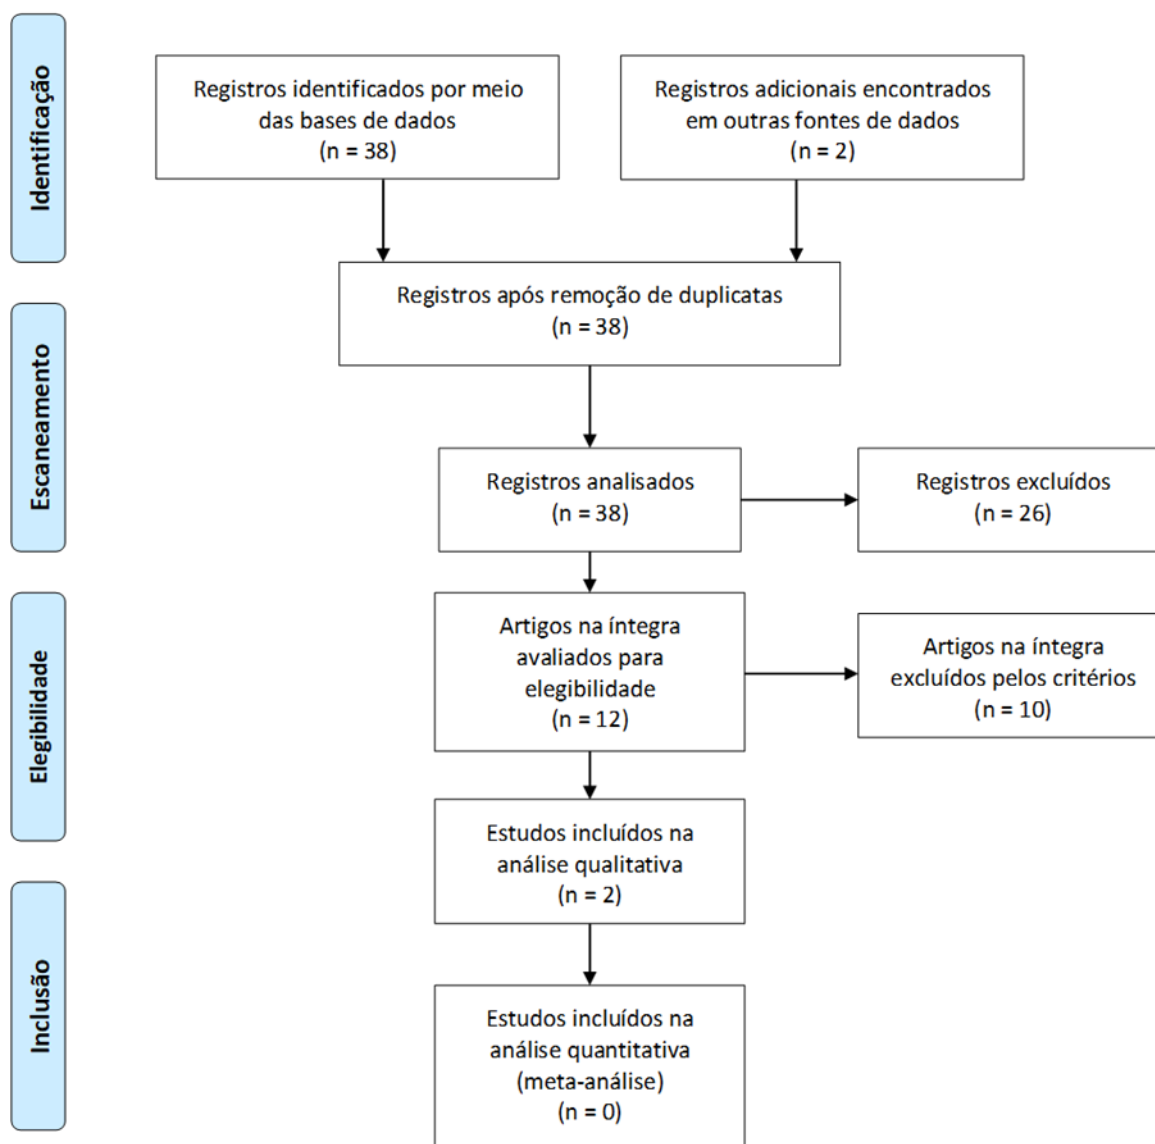 Identificação
Registros identificados por meio
das bases de dados
(n = 38)
Registros adicionais encontrados
em outras fontes de dados
(n = 2)
Registros após remoção de duplicatas
(n = 38)
Escaneamento
Registros analisados
(n = 38)
Registros excluídos
(n = 26)
Elegibilidade
Artigos na íntegra
avaliados para
elegibilidade
(n = 12)
Artigos na íntegra
excluídos pelos critérios
(n = 10)
Estudos incluídos na
análise qualitativa
(n = 2)
Inclusão
Estudos incluídos na
análise quantitativa
(meta-análise)
(n = 0)